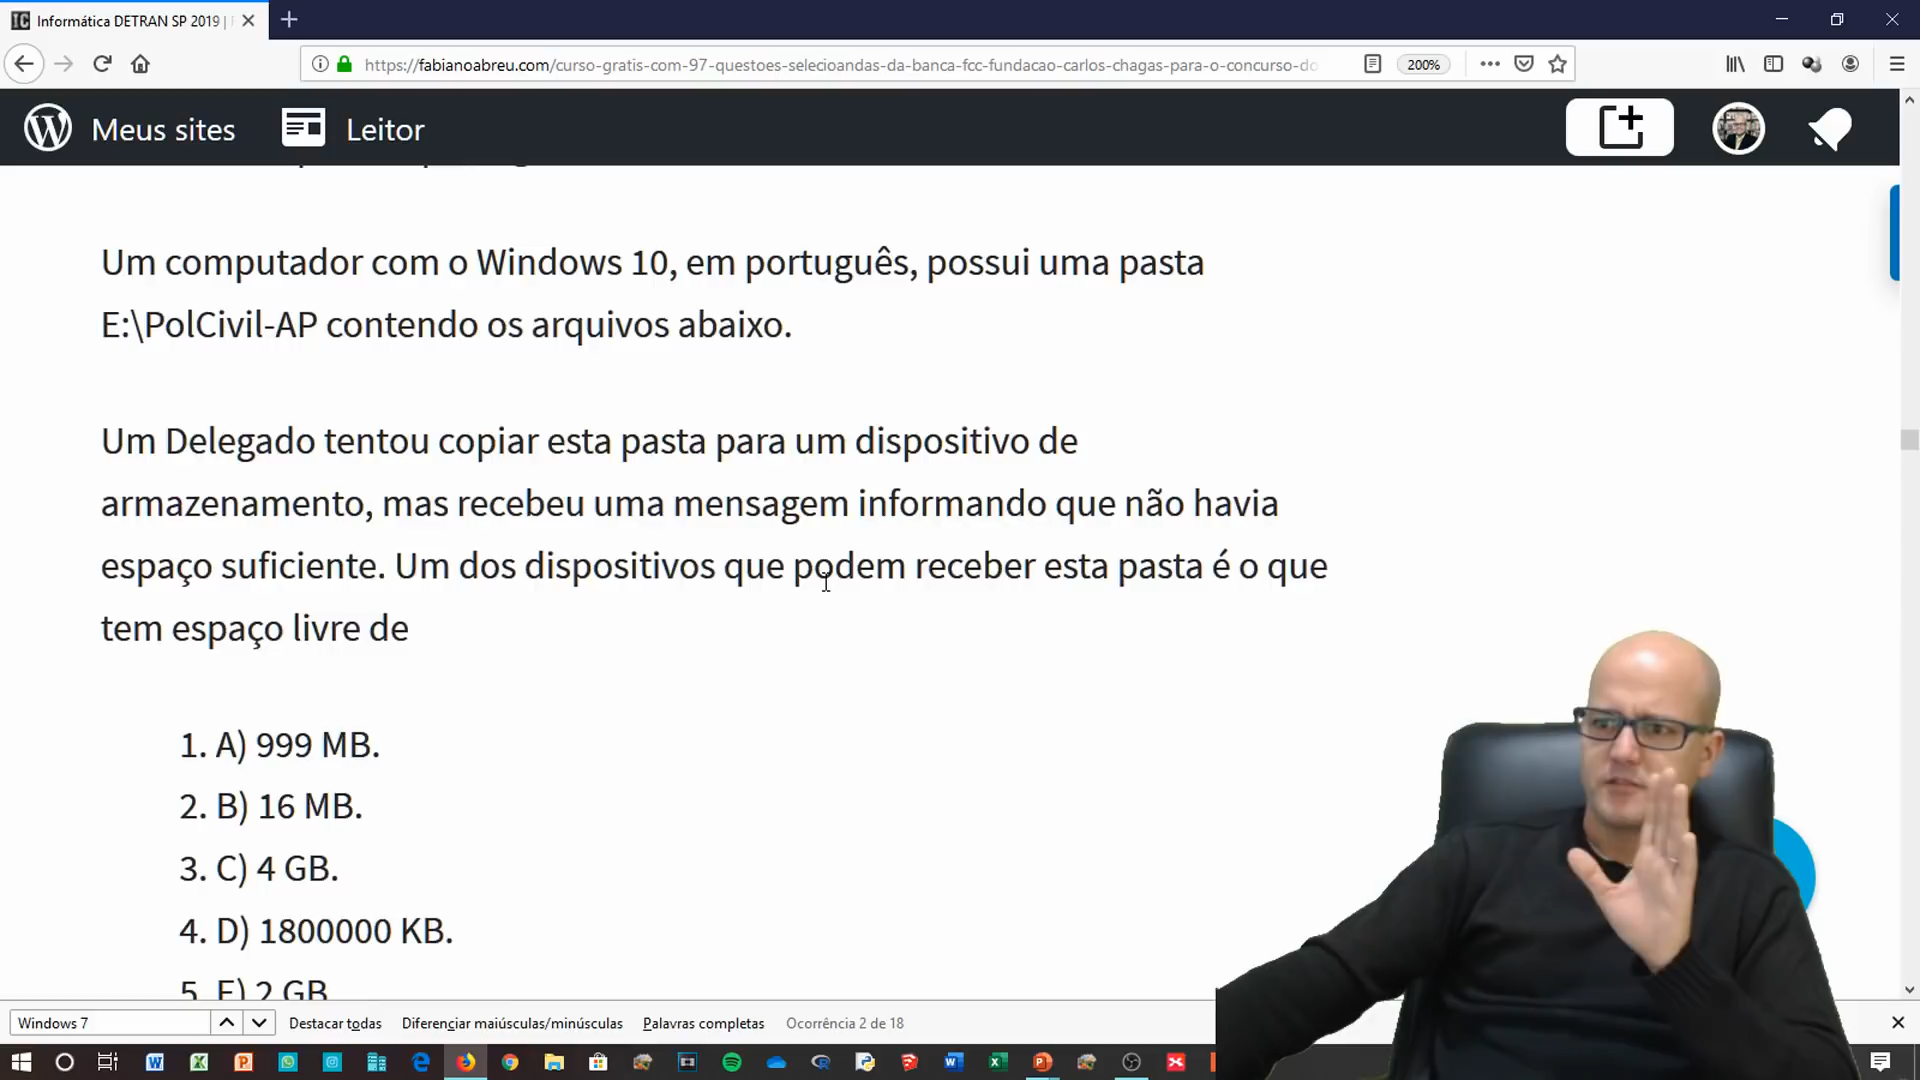 Informática DETRAN SP 2019 |
https://fabianoabreu.com/curso-gratis-com-97-questoes-selecioandas-da-banca-fcc-fundacao-carlos-chagas-para-o-concurso-do
200%
Meus sites
Leitor
Um computador com o Windows 10, em português, possui uma pasta
E:\PolCivil-AP contendo os arquivos abaixo.
Um Delegado tentou copiar esta pasta para um dispositivo de
armazenamento, mas recebeu uma mensagem informando que não havia
espaço suficiente. Um dos dispositivos que podem receber esta pasta é o que
tem espaço livre de
1. A) 999 MB.
2. B) 16 MB.
3. C) 4 GB.
4. D) 1800000 KB.
5. E) 2 GB
Windows 7
Destacar todas
Diferenciar maiúsculas/minúsculas
Palavras completas
Ocorrência 2 de 18